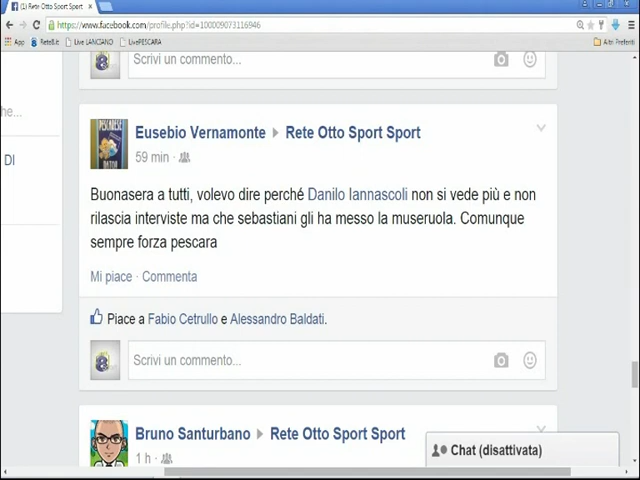 (1) Rete Otto Sport Sport
https://www.facebook.com/profile.php?id=100009073116946
App Rete8.it Live LANCIANO LivePESCARA Altri Preferiti
Scrivi un commento...
he...
DI
Eusebio Vernamonte Rete Otto Sport Sport
59 min ·
Buonasera a tutti, volevo dire perché Danilo Iannascoli non si vede più e non
rilascia interviste ma che sebastiani gli ha messo la museruola. Comunque
sempre forza pescara
Mi piace · Commenta
Piace a Fabio Cetrullo e Alessandro Baldati.
Scrivi un commento...
Bruno Santurbano Rete Otto Sport Sport
1 h ·
Chat (disattivata)